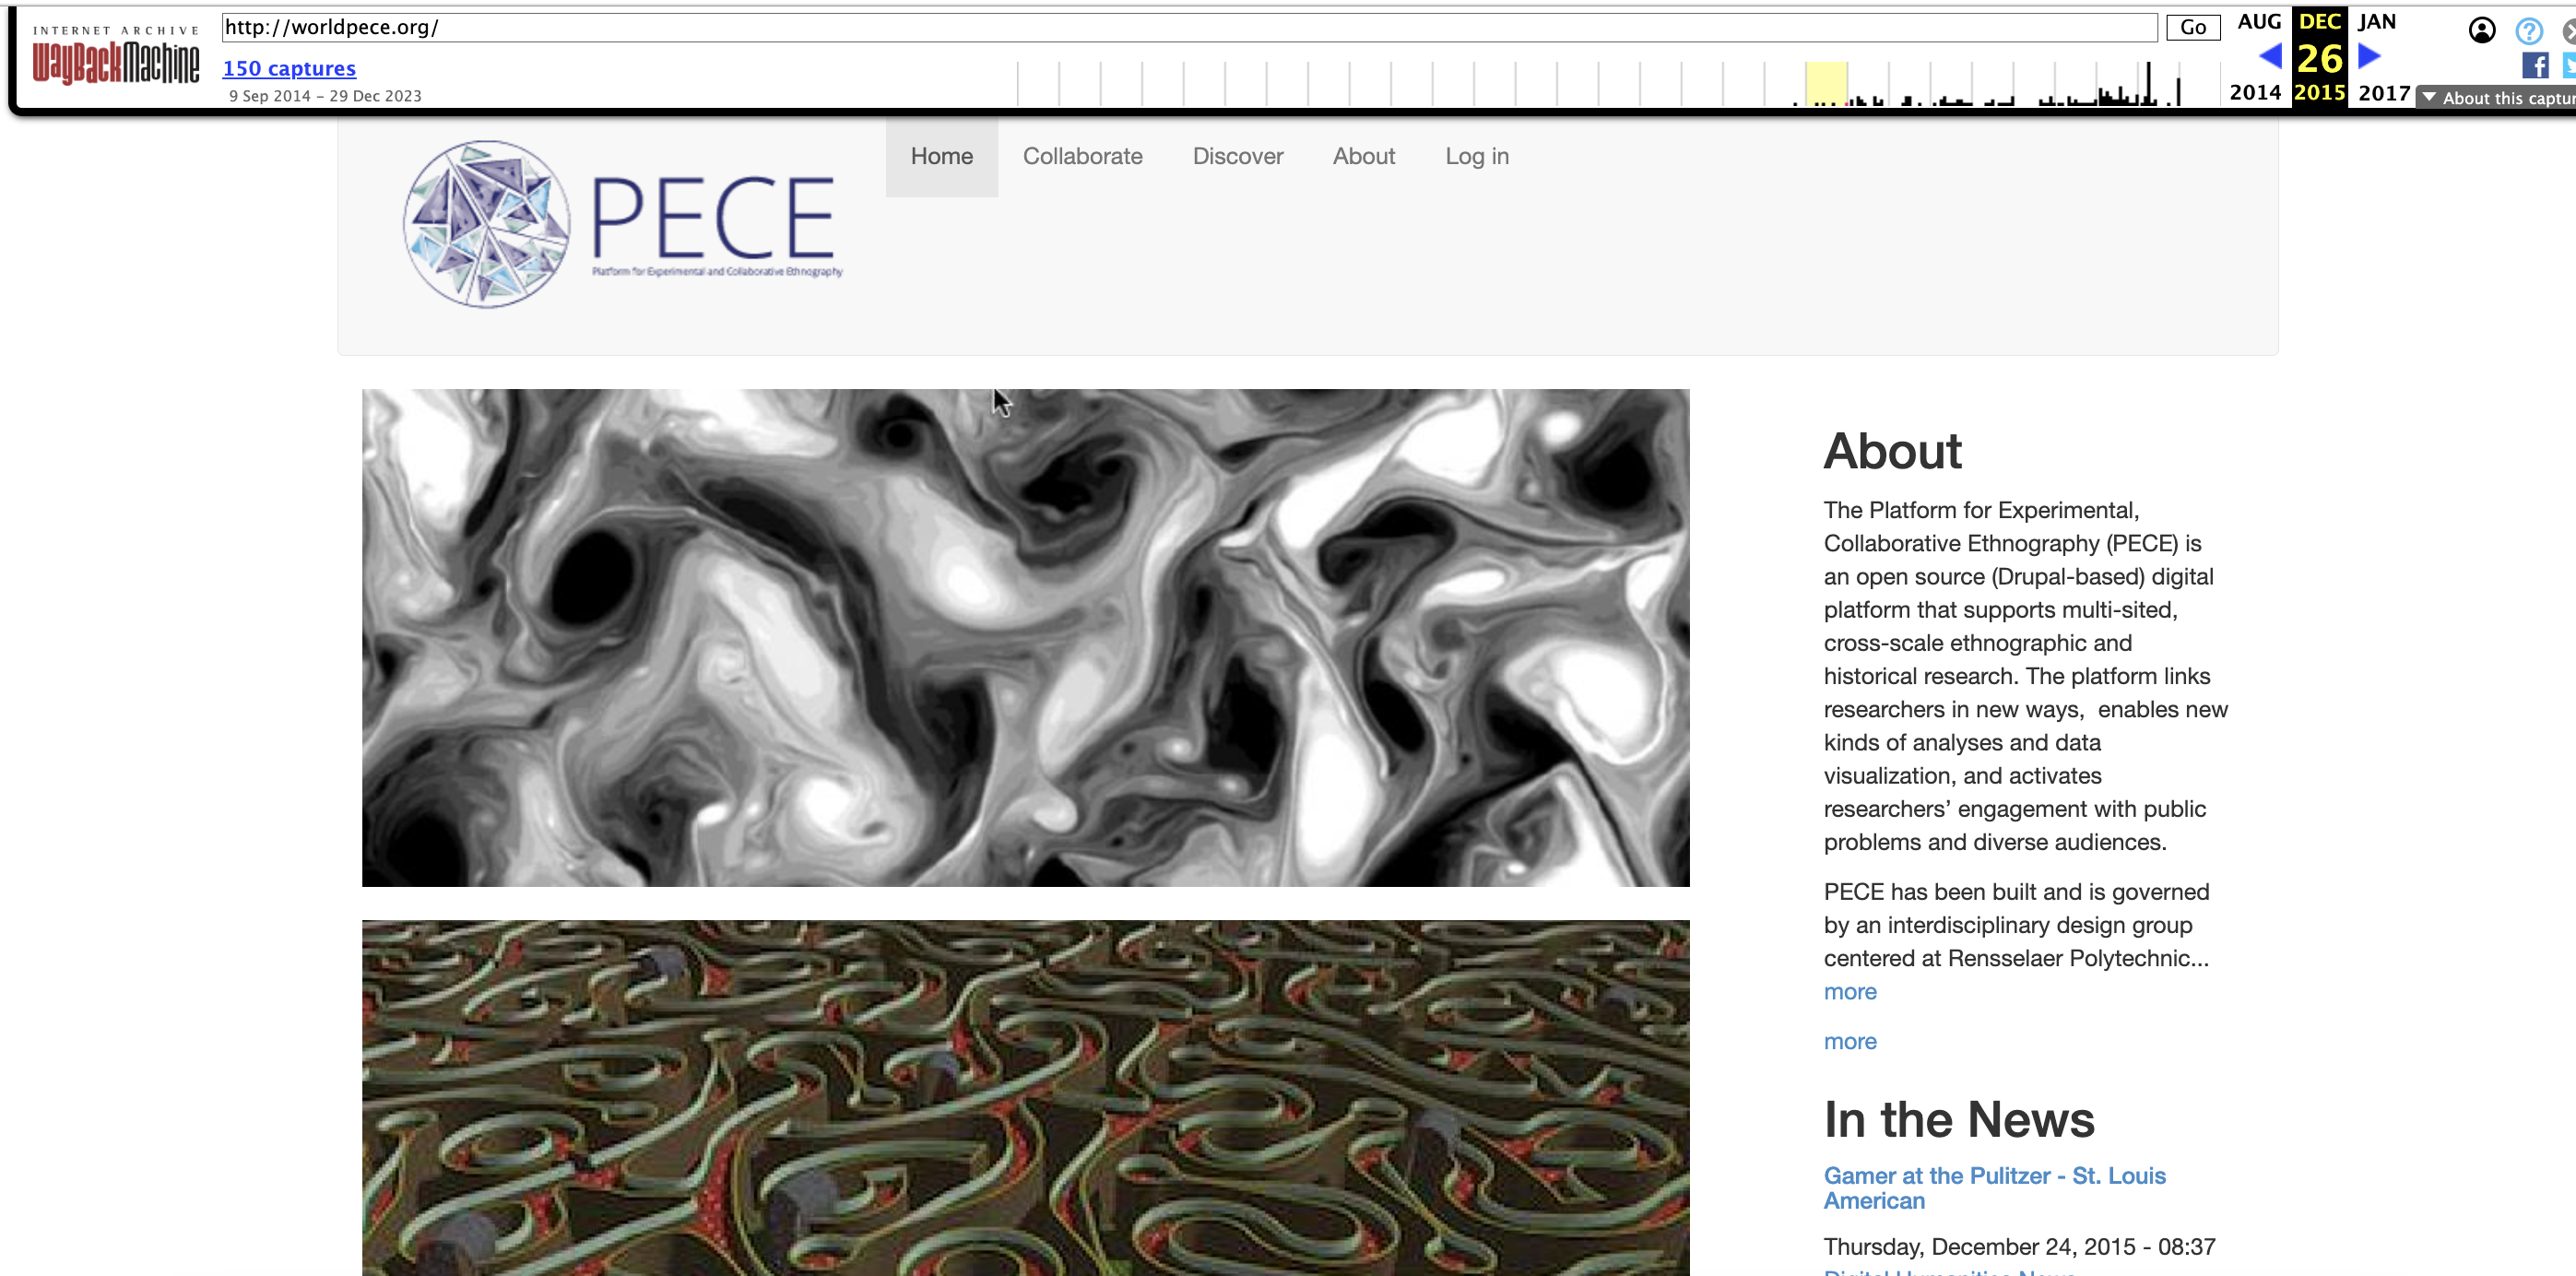 INTERNET ARCHIVE
WayBackMachine
http://worldpece.org/
Go
150 captures
9 Sep 2014 – 29 Dec 2023
AUG DEC JAN
26
2014 2015 2017
▼ About this captur
PECE
Platform for Experimental and Collaborative Ethnography
Home Collaborate Discover About Log in
About
The Platform for Experimental,
Collaborative Ethnography (PECE) is
an open source (Drupal-based) digital
platform that supports multi-sited,
cross-scale ethnographic and
historical research. The platform links
researchers in new ways,  enables new
kinds of analyses and data
visualization, and activates
researchers’ engagement with public
problems and diverse audiences.
PECE has been built and is governed
by an interdisciplinary design group
centered at Rensselaer Polytechnic...
more
more
In the News
Gamer at the Pulitzer - St. Louis
American
Thursday, December 24, 2015 - 08:37
Digital Humanities News